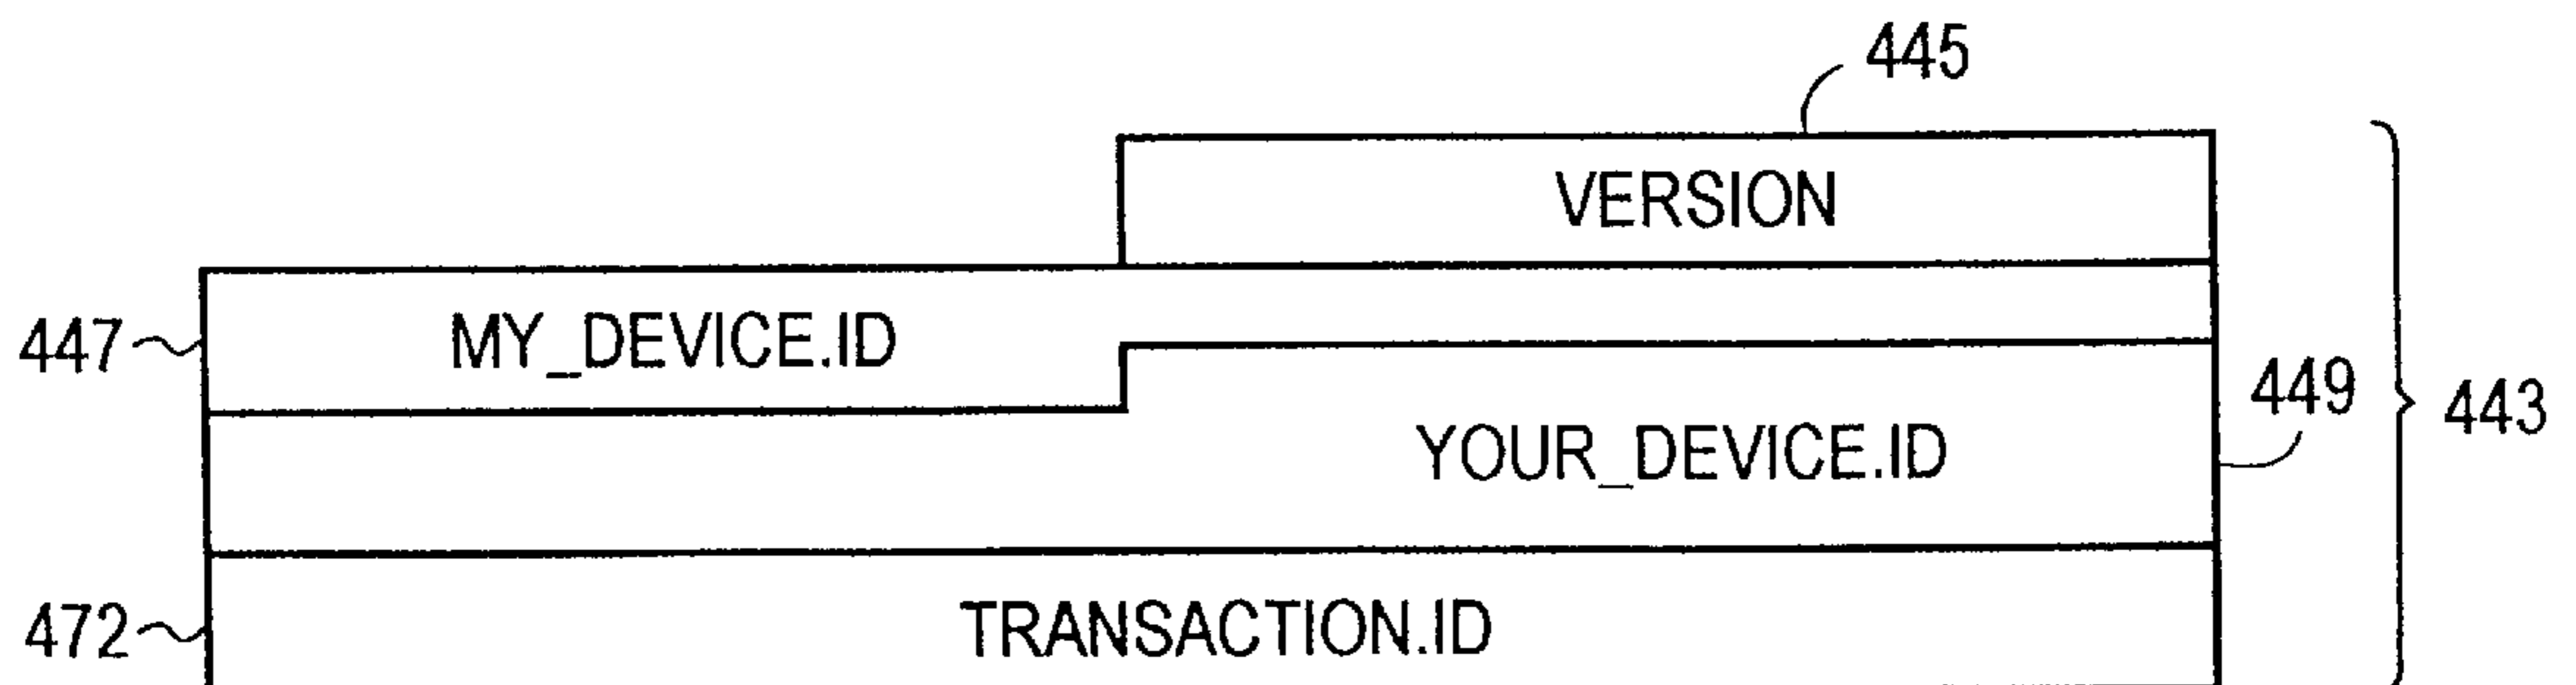 445
VERSION
447 MY_DEVICE.ID
449
443
YOUR_DEVICE.ID
472 TRANSACTION.ID